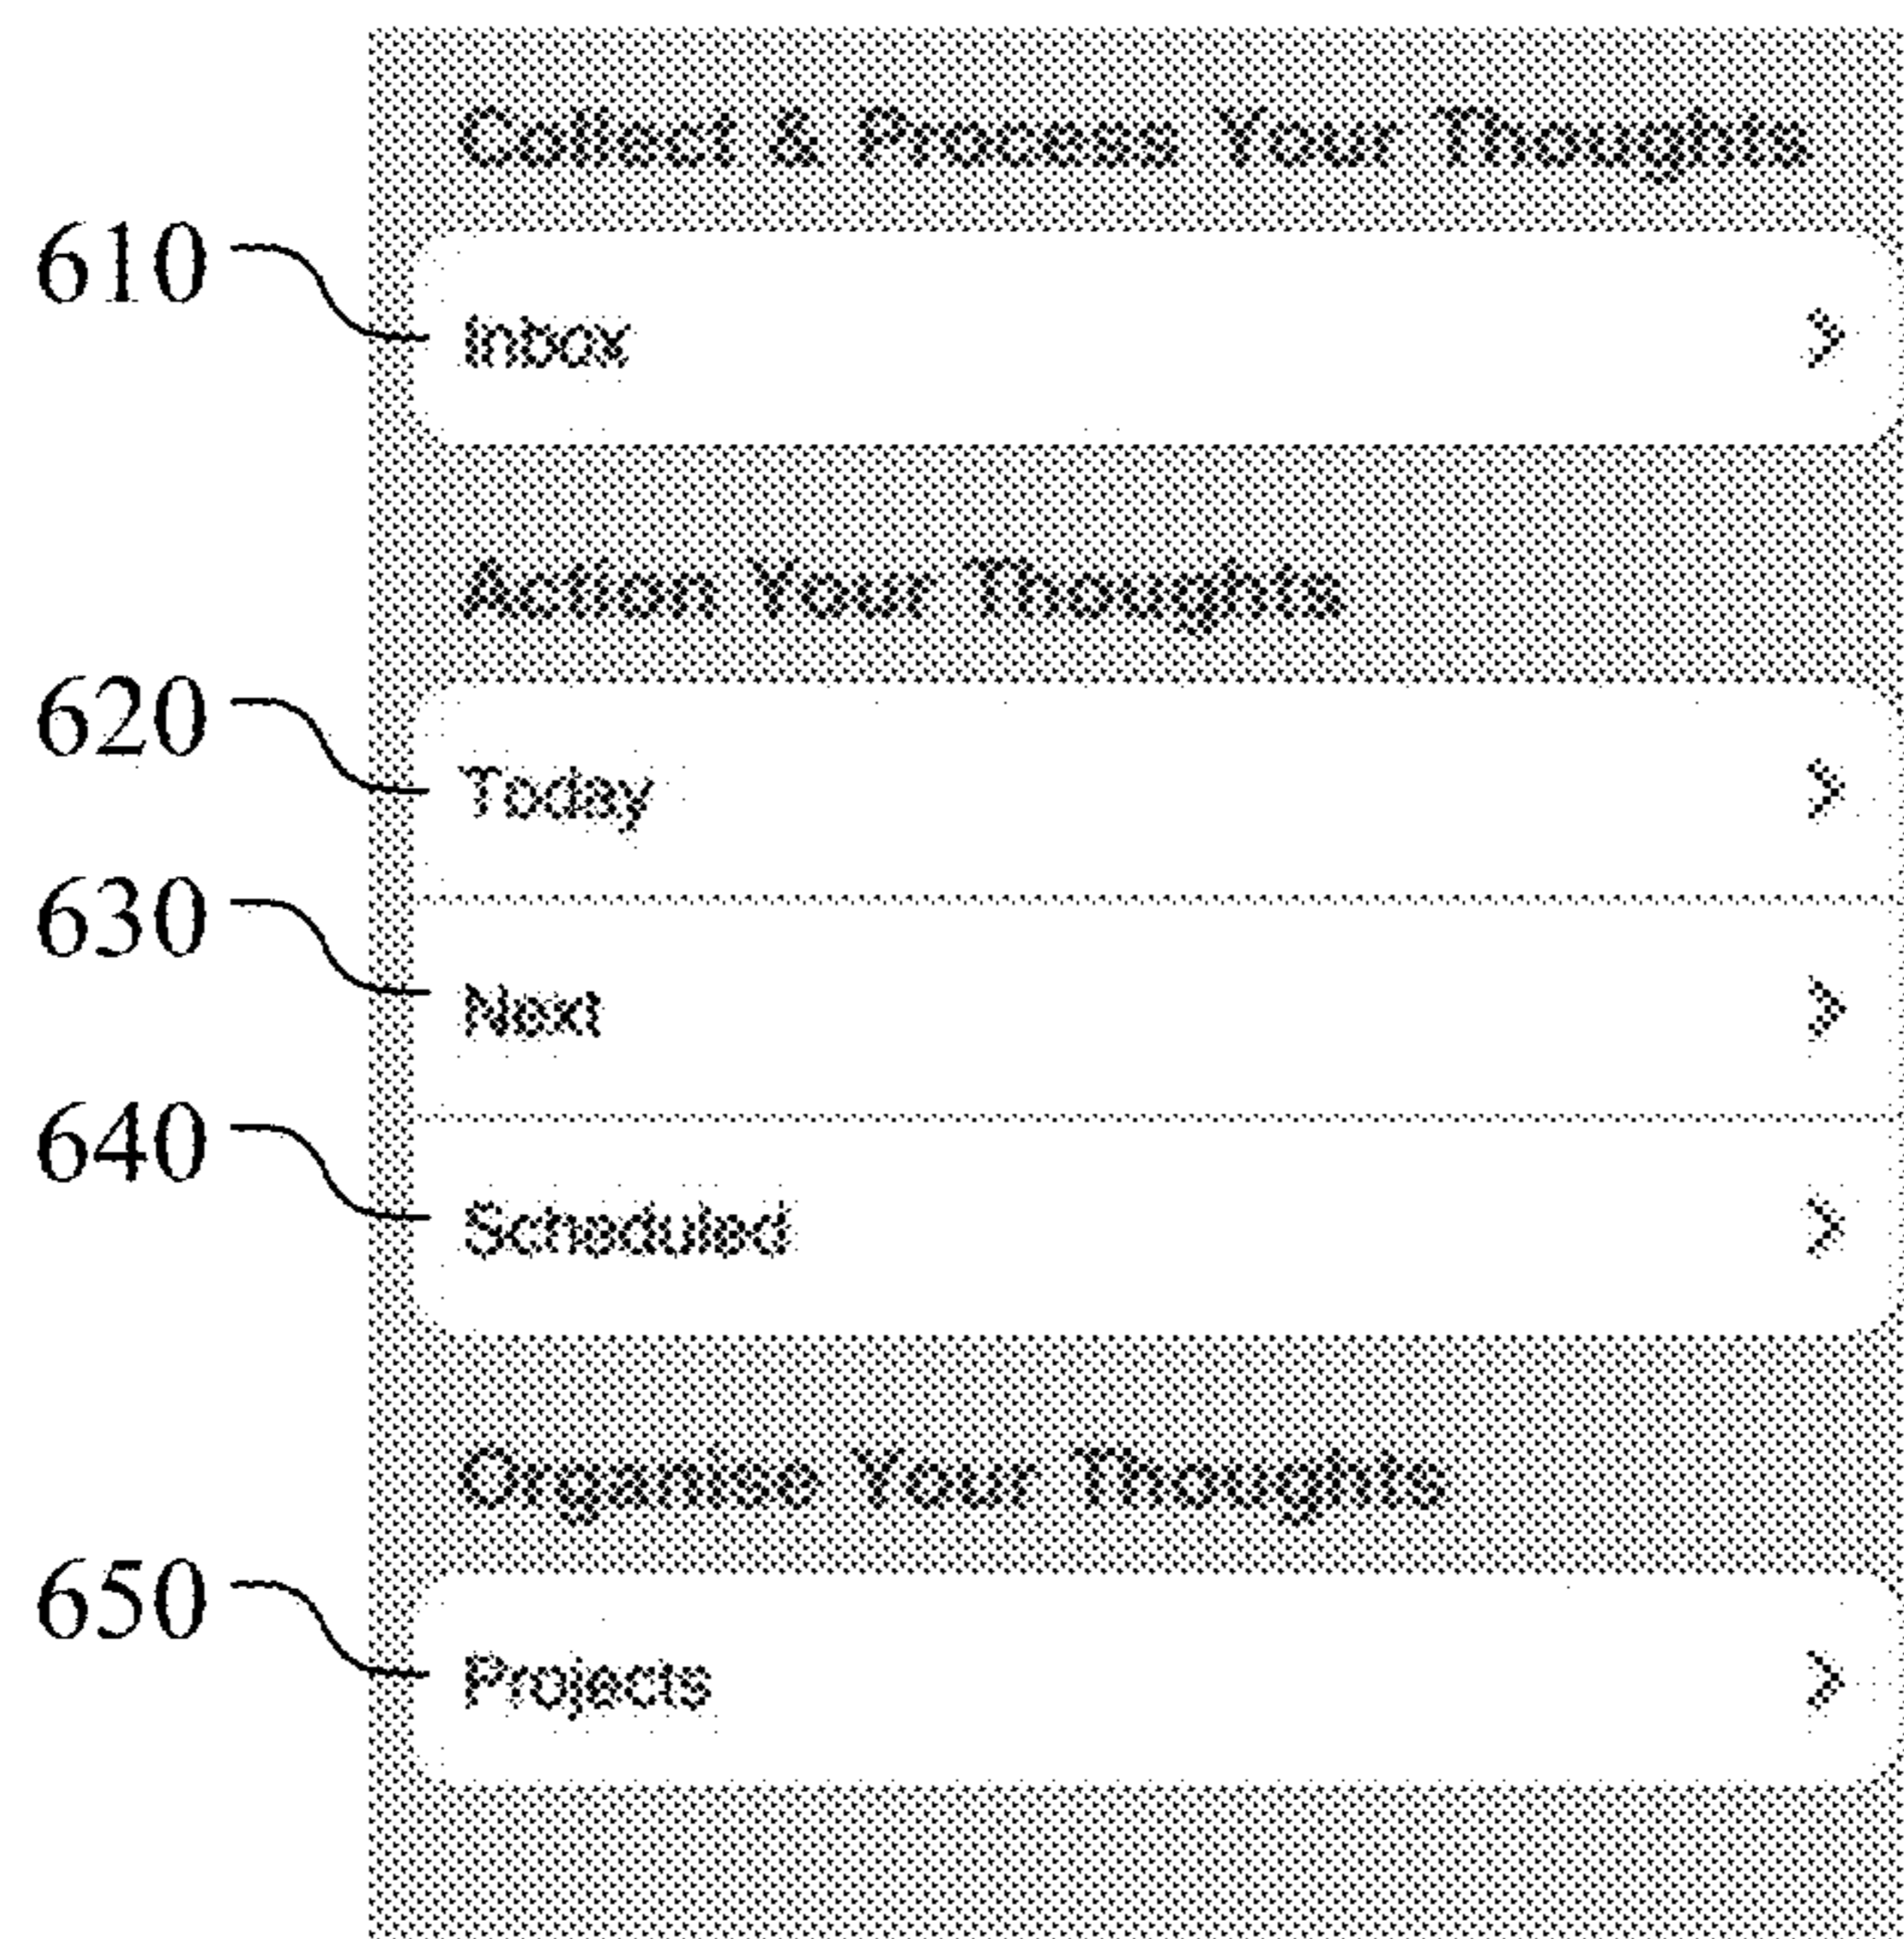 Collect & Process Your Thoughts
610
Inbox
Action Your Thoughts
620
Today
630
Next
640
Scheduled
Organise Your Thoughts
650
Projects